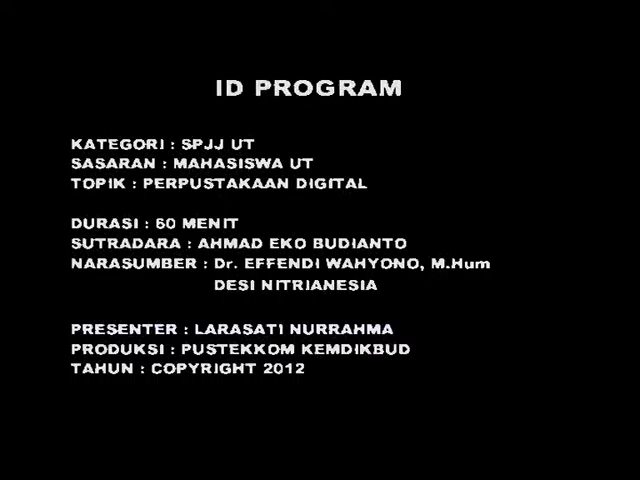 ID PROGRAM
KATEGORI : SPJJ UT
SASARAN : MAHASISWA UT
TOPIK : PERPUSTAKAAN DIGITAL
DURASI : 60 MENIT
SUTRADARA : AHMAD EKO BUDIANTO
NARASUMBER : Dr. EFFENDI WAHYONO, M.Hum
DESI NITRIANESIA
PRESENTER : LARASATI NURRAHMA
PRODUKSI : PUSTEKKOM KEMDIKBUD
TAHUN : COPYRIGHT 2012